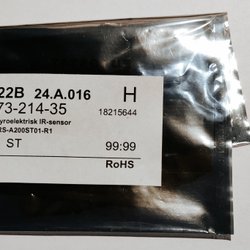 22B 24.A.016 H
73-214-35 18215644
yroelektrisk IR-sensor
RS-A200ST01-R1
ST 99:99
RoHS